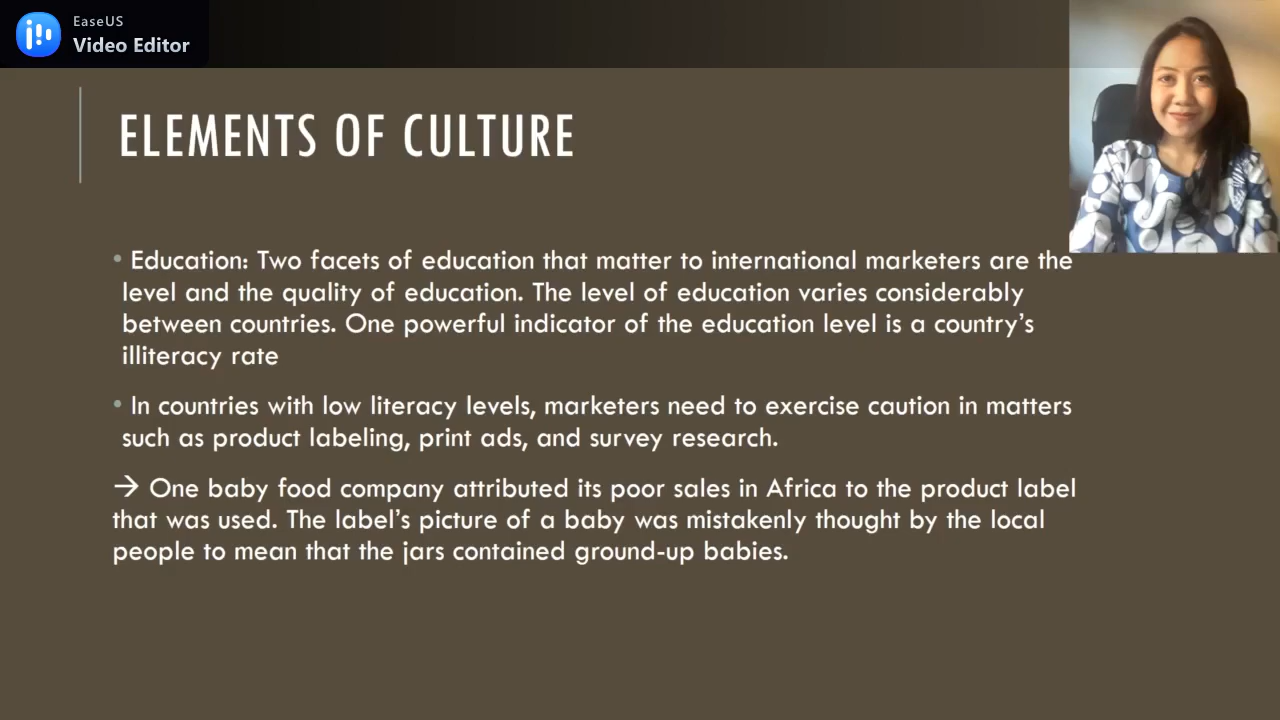 EaseUS
Video Editor
ELEMENTS OF CULTURE
• Education: Two facets of education that matter to international marketers are the
level and the quality of education. The level of education varies considerably
between countries. One powerful indicator of the education level is a country's
illiteracy rate
• In countries with low literacy levels, marketers need to exercise caution in matters
such as product labeling, print ads, and survey research.
→ One baby food company attributed its poor sales in Africa to the product label
that was used. The label's picture of a baby was mistakenly thought by the local
people to mean that the jars contained ground-up babies.